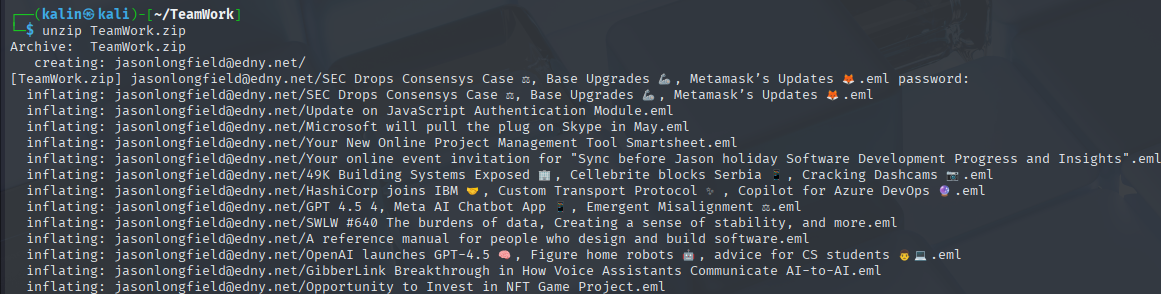 ┌──(kalin㉿kali)-[~/TeamWork]
└─$ unzip TeamWork.zip
Archive:  TeamWork.zip
   creating: jasonlongfield@edny.net/
[TeamWork.zip] jasonlongfield@edny.net/SEC Drops Consensys Case ⚖️, Base Upgrades 🦾, Metamask’s Updates 🦊.eml password:
  inflating: jasonlongfield@edny.net/SEC Drops Consensys Case ⚖️, Base Upgrades 🦾, Metamask’s Updates 🦊.eml
  inflating: jasonlongfield@edny.net/Update on JavaScript Authentication Module.eml
  inflating: jasonlongfield@edny.net/Microsoft will pull the plug on Skype in May.eml
  inflating: jasonlongfield@edny.net/Your New Online Project Management Tool Smartsheet.eml
  inflating: jasonlongfield@edny.net/Your online event invitation for "Sync before Jason holiday Software Development Progress and Insights".eml
  inflating: jasonlongfield@edny.net/49K Building Systems Exposed 🏢, Cellebrite blocks Serbia 📱, Cracking Dashcams 📷.eml
  inflating: jasonlongfield@edny.net/HashiCorp joins IBM 🤝, Custom Transport Protocol ✨, Copilot for Azure DevOps 🔮.eml
  inflating: jasonlongfield@edny.net/GPT 4.5 4, Meta AI Chatbot App 📱, Emergent Misalignment ⚖️.eml
  inflating: jasonlongfield@edny.net/SWLW #640 The burdens of data, Creating a sense of stability, and more.eml
  inflating: jasonlongfield@edny.net/A reference manual for people who design and build software.eml
  inflating: jasonlongfield@edny.net/OpenAI launches GPT-4.5 🧠, Figure home robots 🤖, advice for CS students 👨‍💻.eml
  inflating: jasonlongfield@edny.net/GibberLink Breakthrough in How Voice Assistants Communicate AI-to-AI.eml
  inflating: jasonlongfield@edny.net/Opportunity to Invest in NFT Game Project.eml